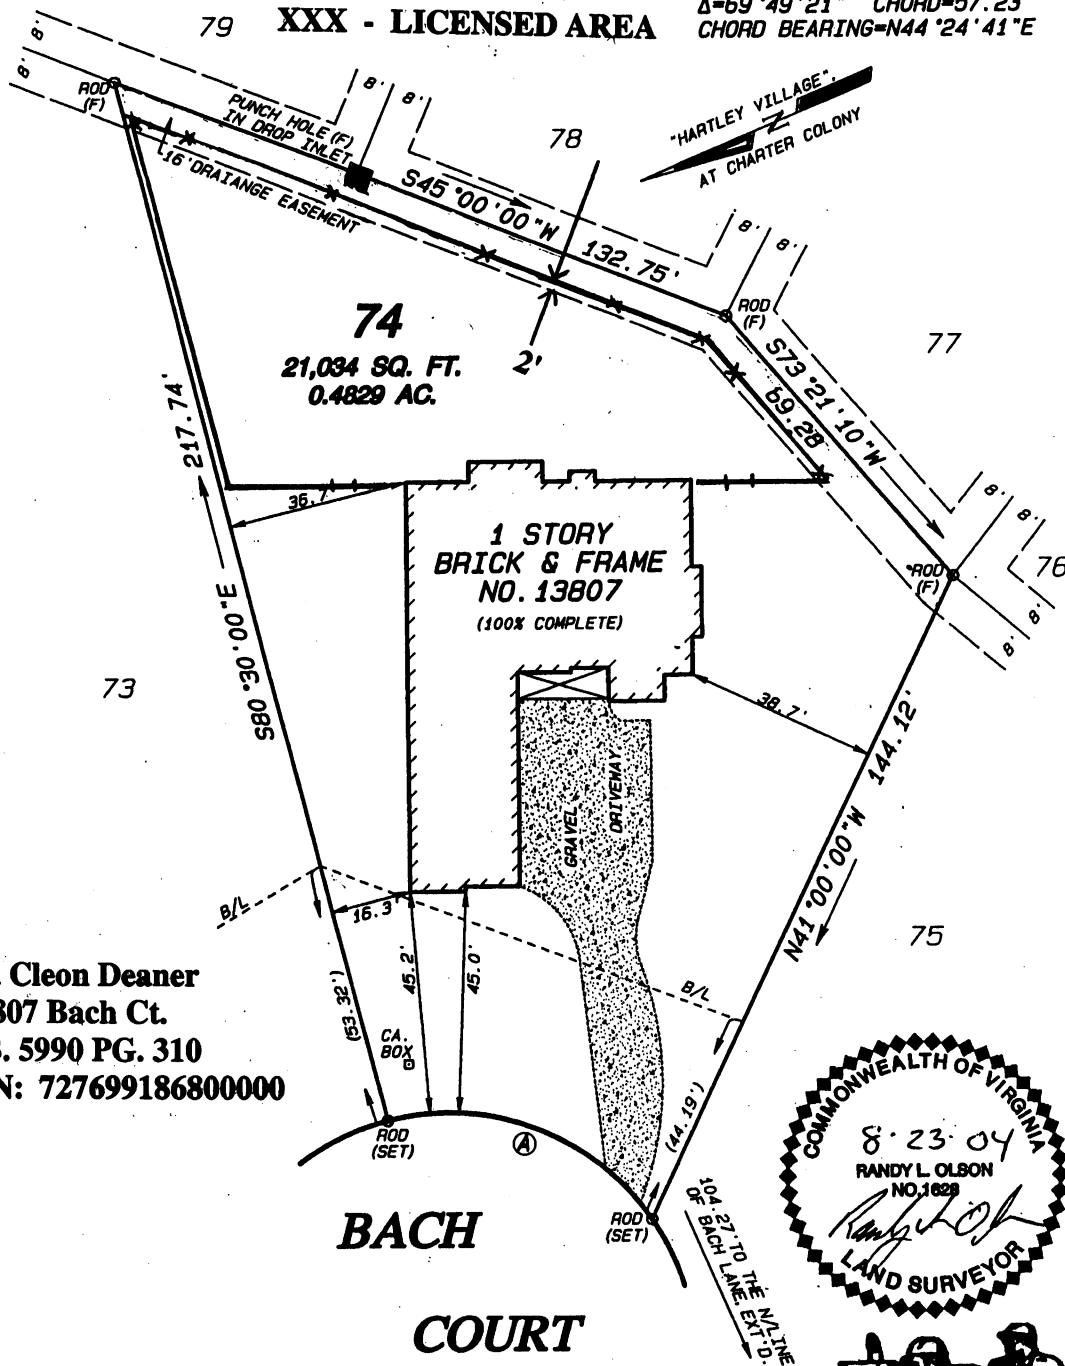 79
XXX - LICENSED AREA
Δ=69°49'21" CHORD=57.23
CHORD BEARING=N44°24'41"E
8'
8'
ROD
(F)
PUNCH HOLE (F)
IN DROP INLET
8'
8'
16'DRAIANGE EASEMENT
78
"HARTLEY VILLAGE",
N
AT CHARTER COLONY
S45°00'00"W
132.75'
8'
8'
ROD
(F)
77
74
21,034 SQ. FT.
0.4829 AC.
2'
S73°21'10"W
69.28
217.74'
36.7
8'
8'
76
ROD
(F)
8'
8'
1 STORY
BRICK & FRAME
NO. 13807
(100% COMPLETE)
S80°30'00"E
73
38.7'
144.12'
N41°00'00"W
GRAVEL
DRIVEWAY
B/L
16.3'
45.2'
45.0'
B/L
75
(53.32')
. Cleon Deaner
807 Bach Ct.
. 5990 PG. 310
N: 727699186800000
CA.
BOX
ROD
(SET)
A
(44.19')
ROD
(SET)
104.27' TO THE N/LINE
OF BACH LANE, EXT'D.
BACH
COURT
COMMONWEALTH OF VIRGINIA
8·23·04
RANDY L. OLSON
NO.1628
LAND SURVEYOR